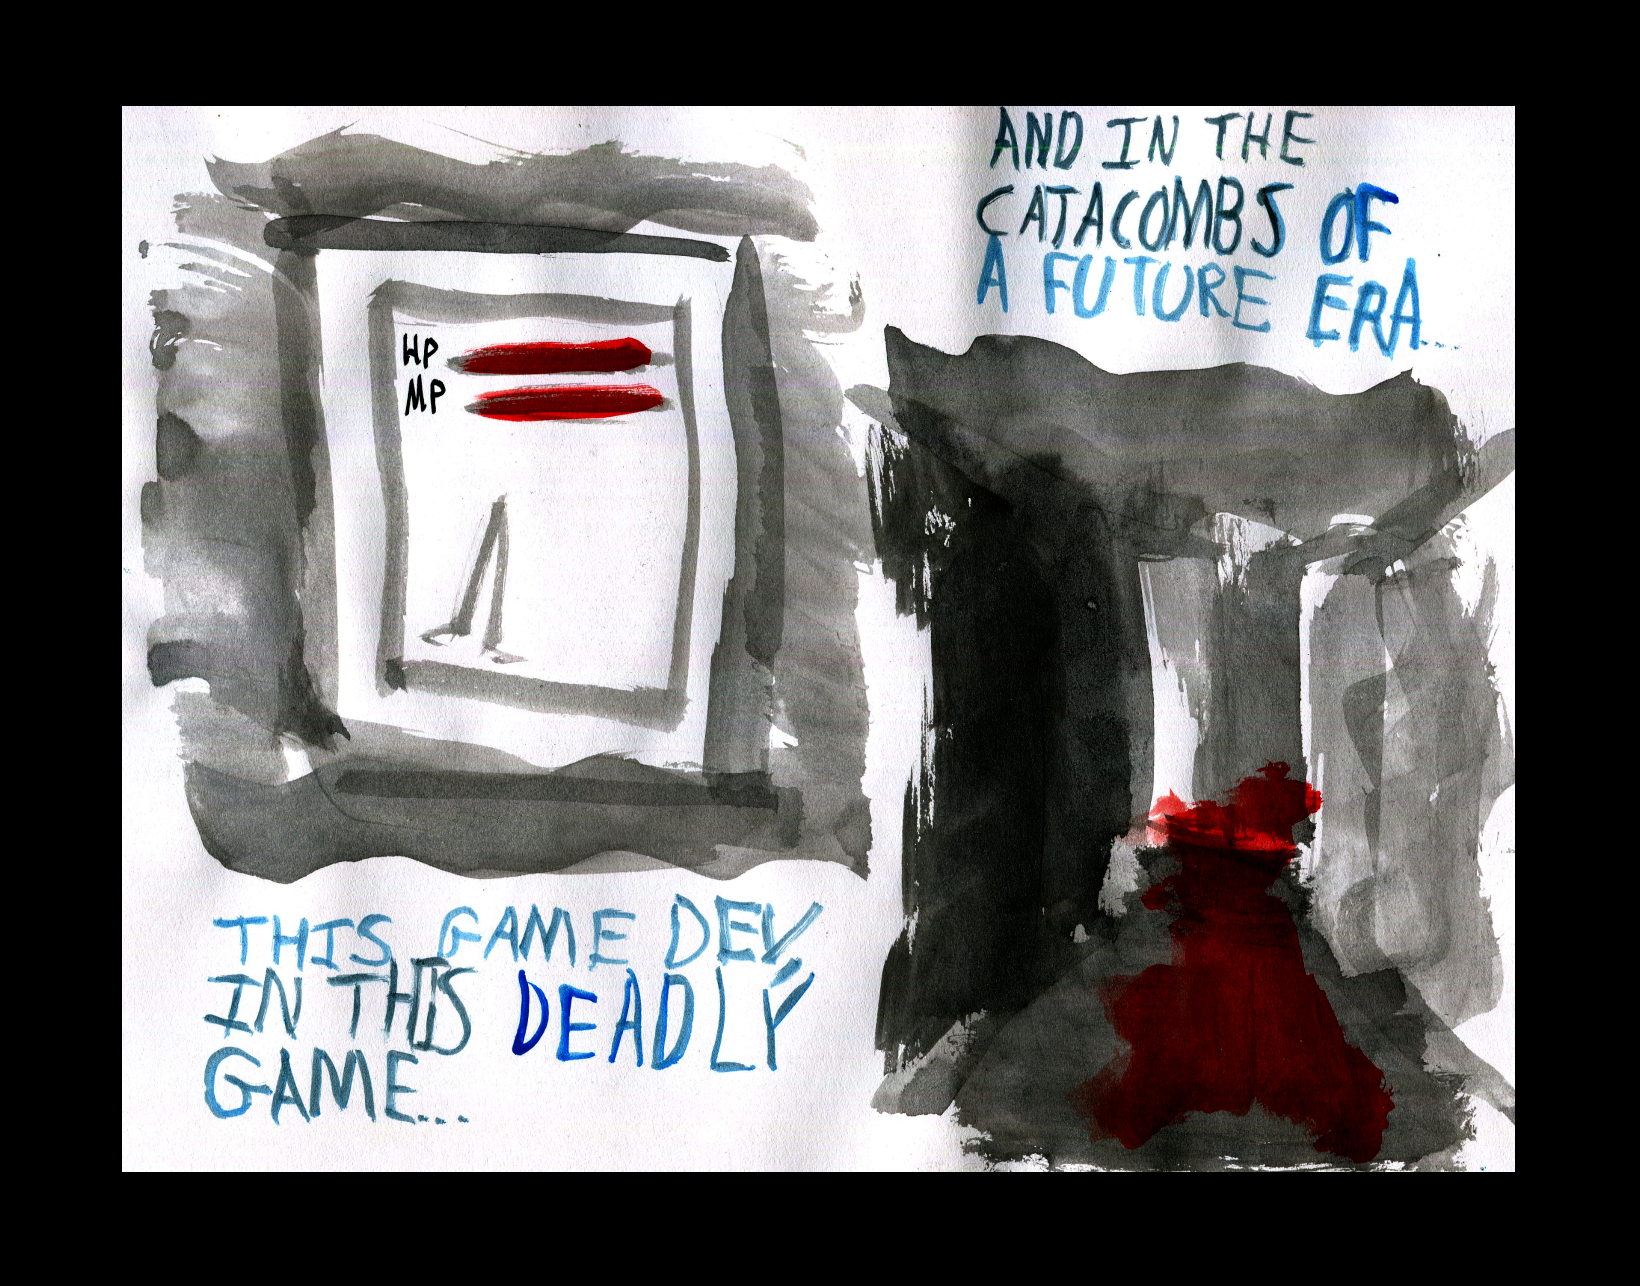 HP
MP
THIS GAME DEV,
IN THIS DEADLY
GAME...
AND IN THE
CATACOMBS OF
A FUTURE ERA...